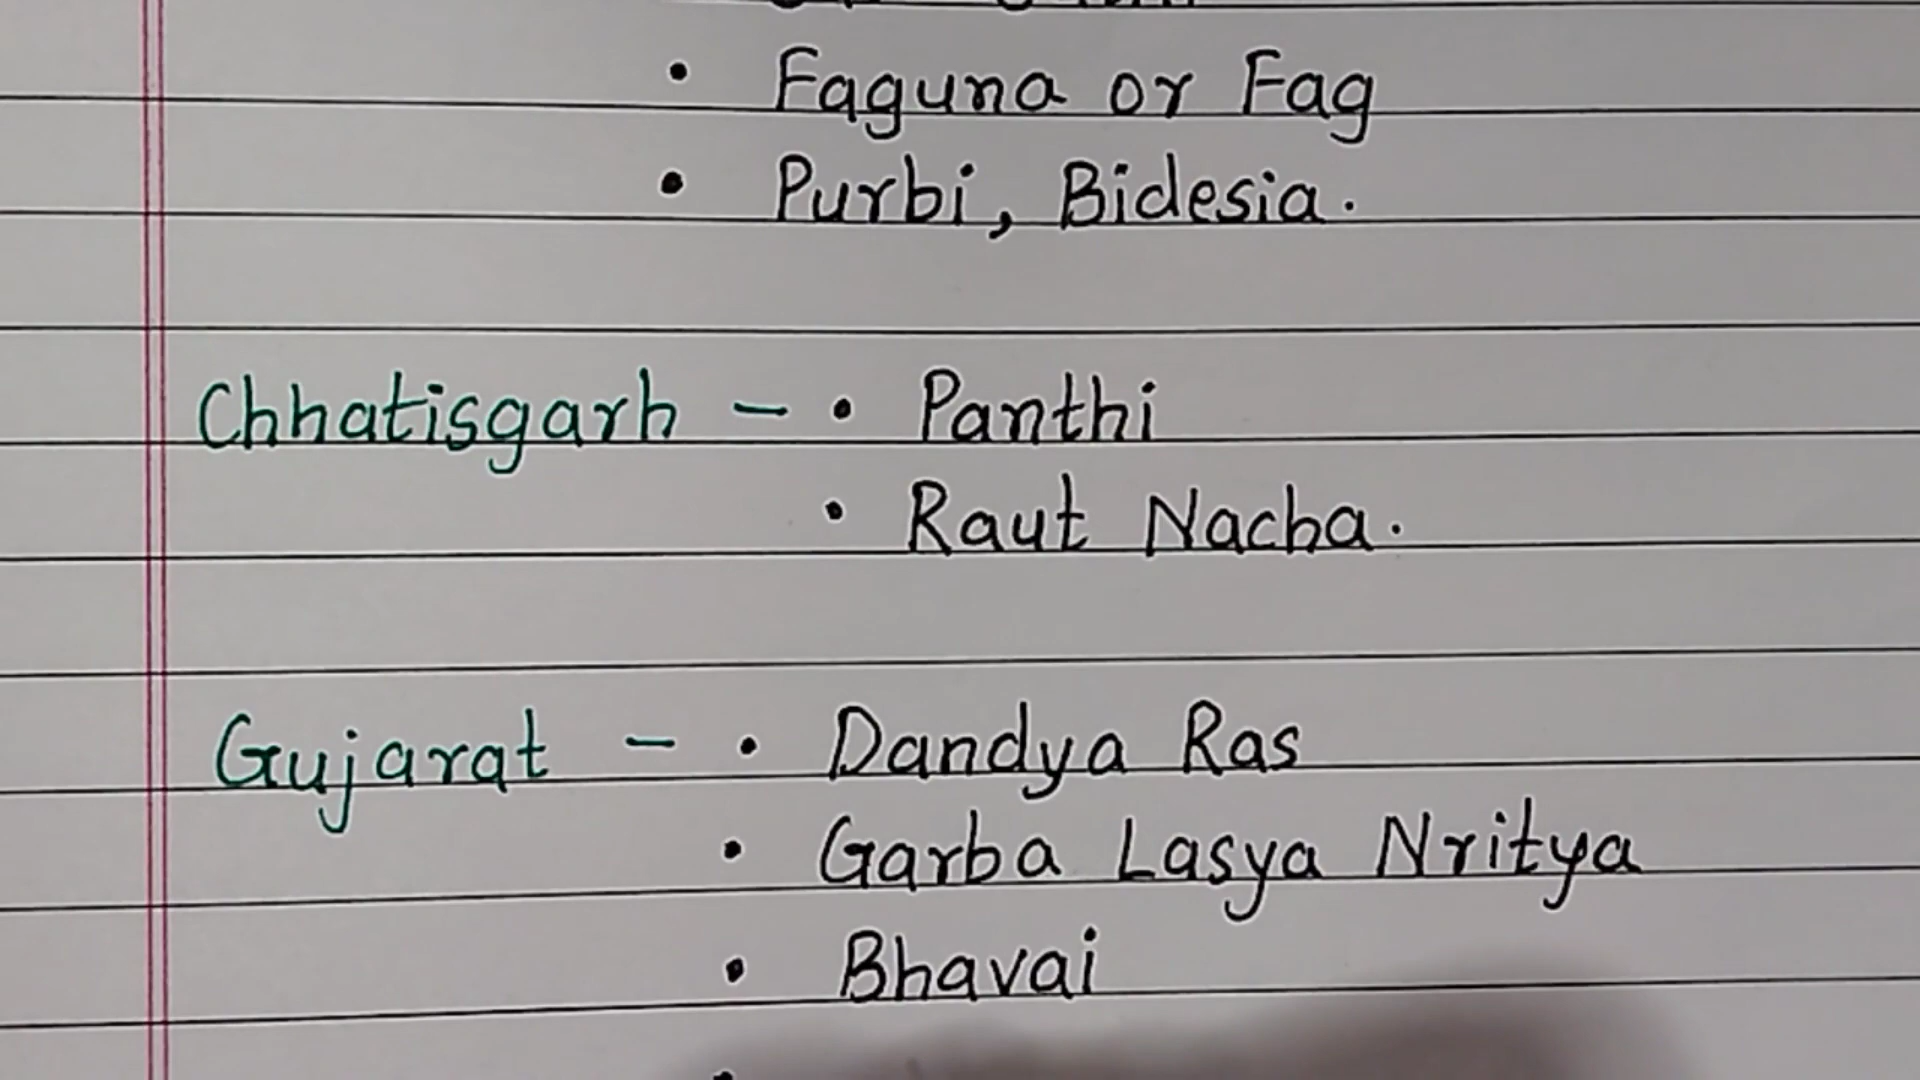 • Faguna or Fag
• Purbi, Bidesia.
Chhatisgarh – • Panthi
• Raut Nacha.
Gujarat – • Dandya Ras
• Garba Lasya Nritya
• Bhavai